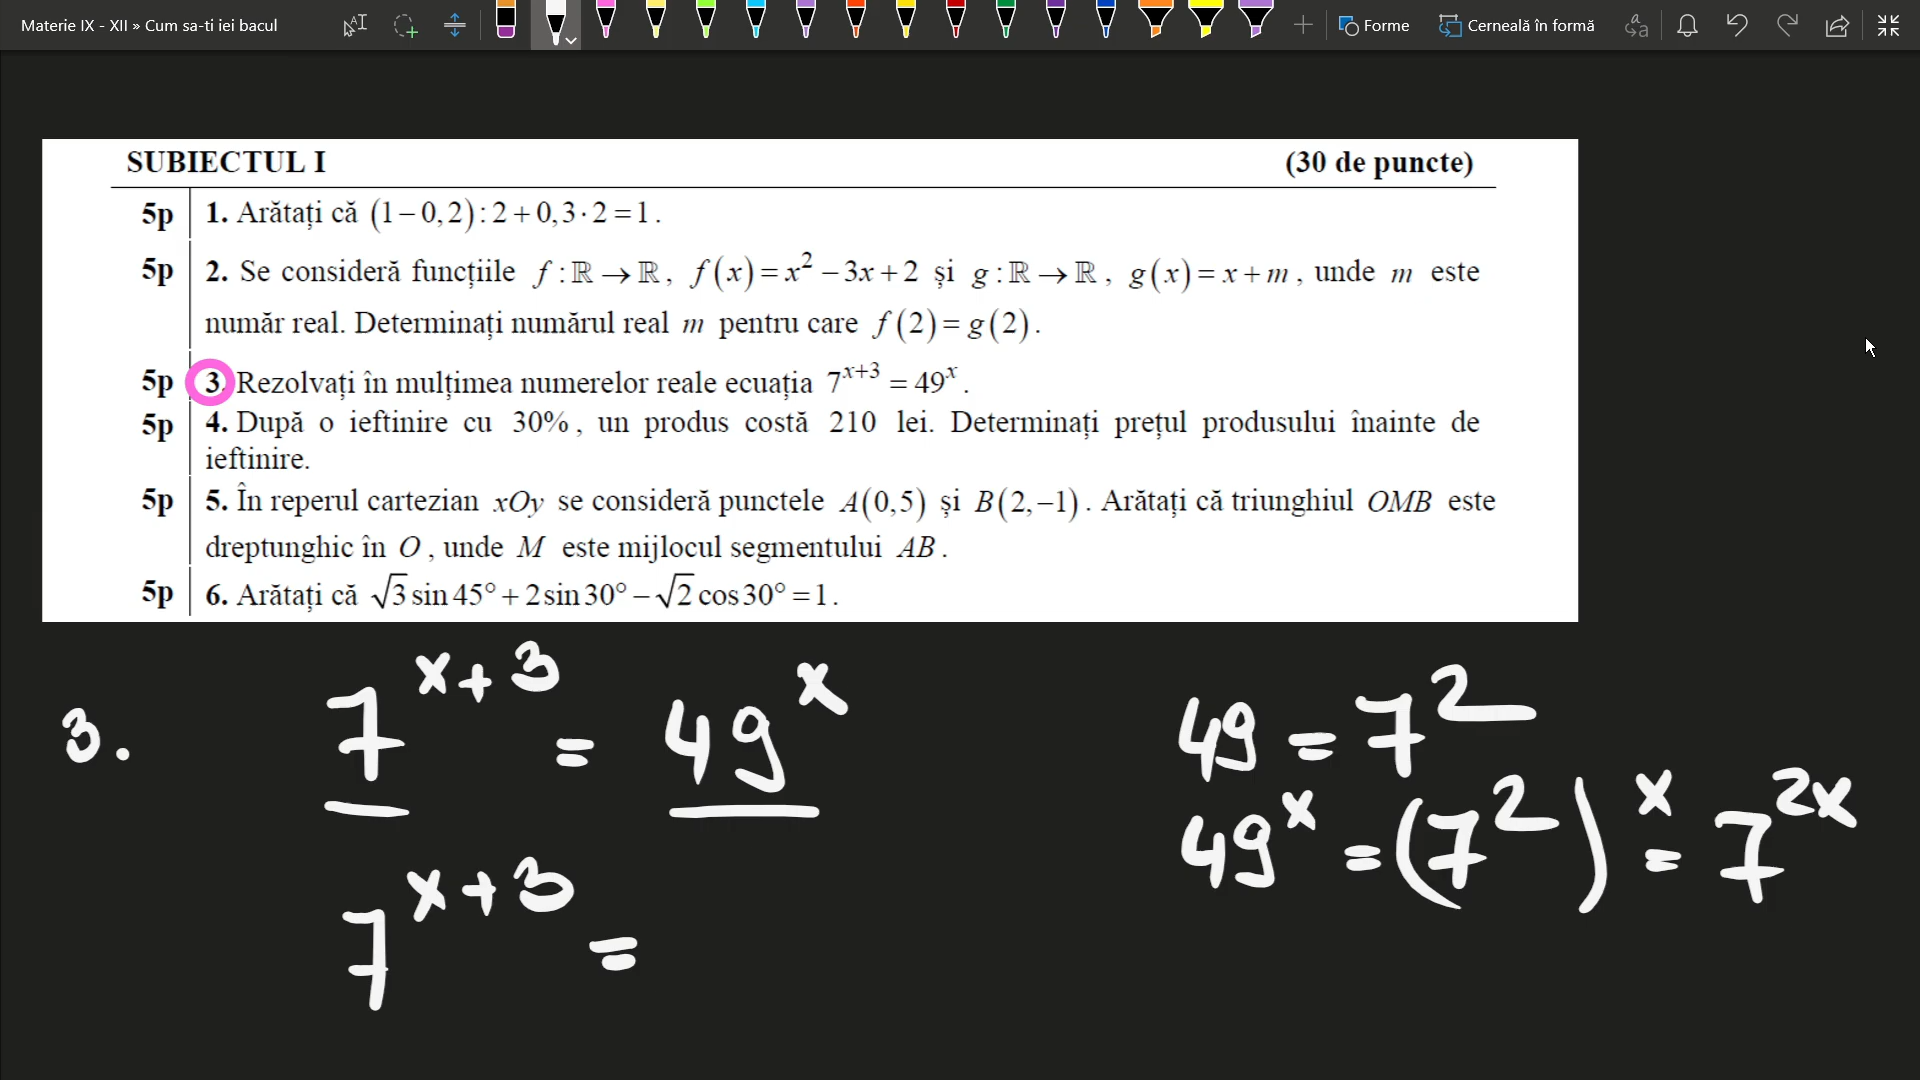 Materie IX - XII » Cum sa-ti iei bacul Forme Cerneală în formă
SUBIECTUL I (30 de puncte)
5p 1. Arătați că (1−0,2):2+0,3·2=1.
5p 2. Se consideră funcțiile f:ℝ→ℝ, f(x)=x²−3x+2 și g:ℝ→ℝ, g(x)=x+m, unde m este
număr real. Determinați numărul real m pentru care f(2)=g(2).
5p 3. Rezolvați în mulțimea numerelor reale ecuația 7^{x+3}=49^x.
5p 4. După o ieftinire cu 30%, un produs costă 210 lei. Determinați prețul produsului înainte de
ieftinire.
5p 5. În reperul cartezian xOy se consideră punctele A(0,5) și B(2,−1). Arătați că triunghiul OMB este
dreptunghic în O, unde M este mijlocul segmentului AB.
5p 6. Arătați că √3 sin 45°+2 sin 30°−√2 cos 30°=1.
3. 7^{x+3} = 49^x
49 = 7²
49^x = (7²)^x = 7^{2x}
7^{x+3} =